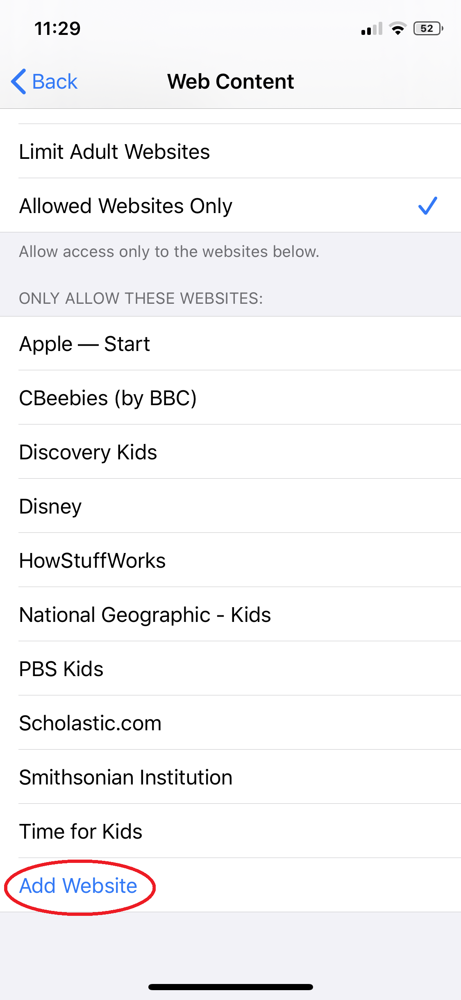 11:29
52
Back
Web Content
Limit Adult Websites
Allowed Websites Only
Allow access only to the websites below.
ONLY ALLOW THESE WEBSITES:
Apple — Start
CBeebies (by BBC)
Discovery Kids
Disney
HowStuffWorks
National Geographic - Kids
PBS Kids
Scholastic.com
Smithsonian Institution
Time for Kids
Add Website